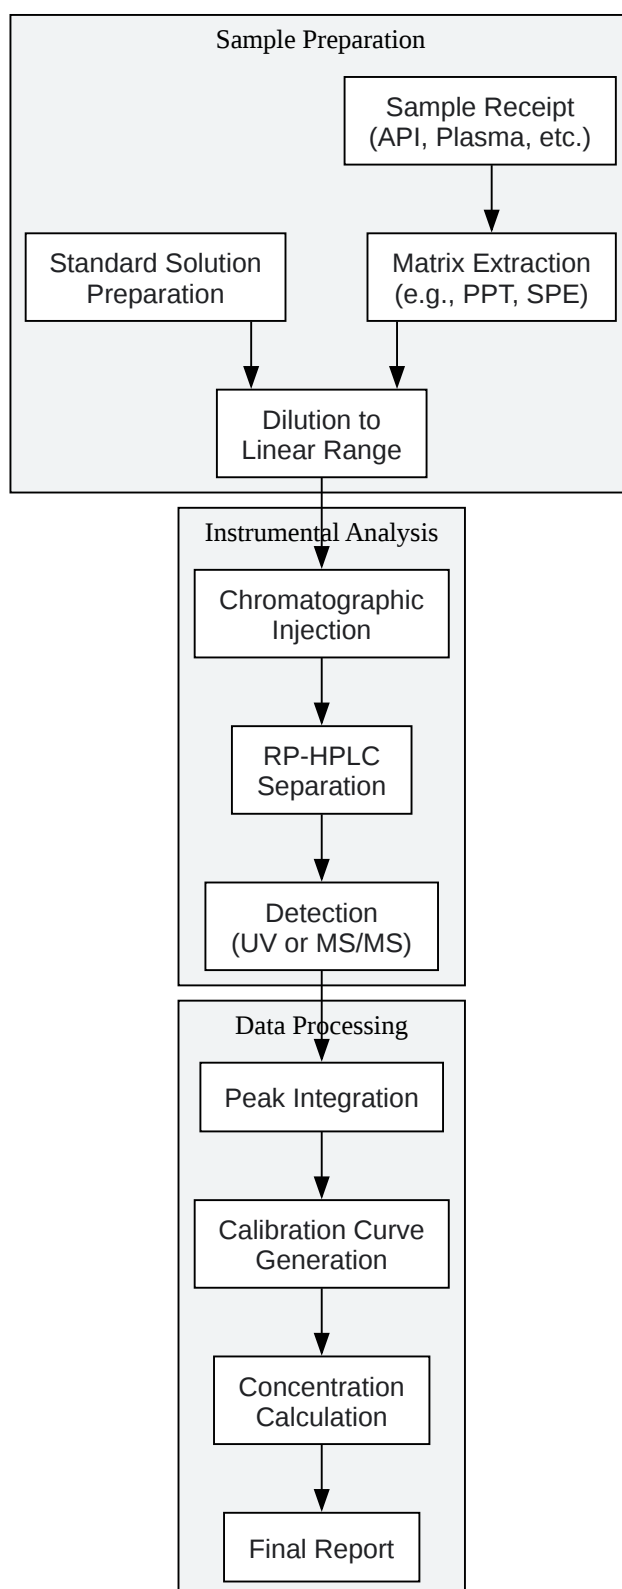 Sample Preparation
Sample Receipt
(API, Plasma, etc.)
Standard Solution
Preparation
Matrix Extraction
(e.g., PPT, SPE)
Dilution to
Linear Range
Instrumental Analysis
Chromatographic
Injection
RP-HPLC
Separation
Detection
(UV or MS/MS)
Data Processing
Peak Integration
Calibration Curve
Generation
Concentration
Calculation
Final Report